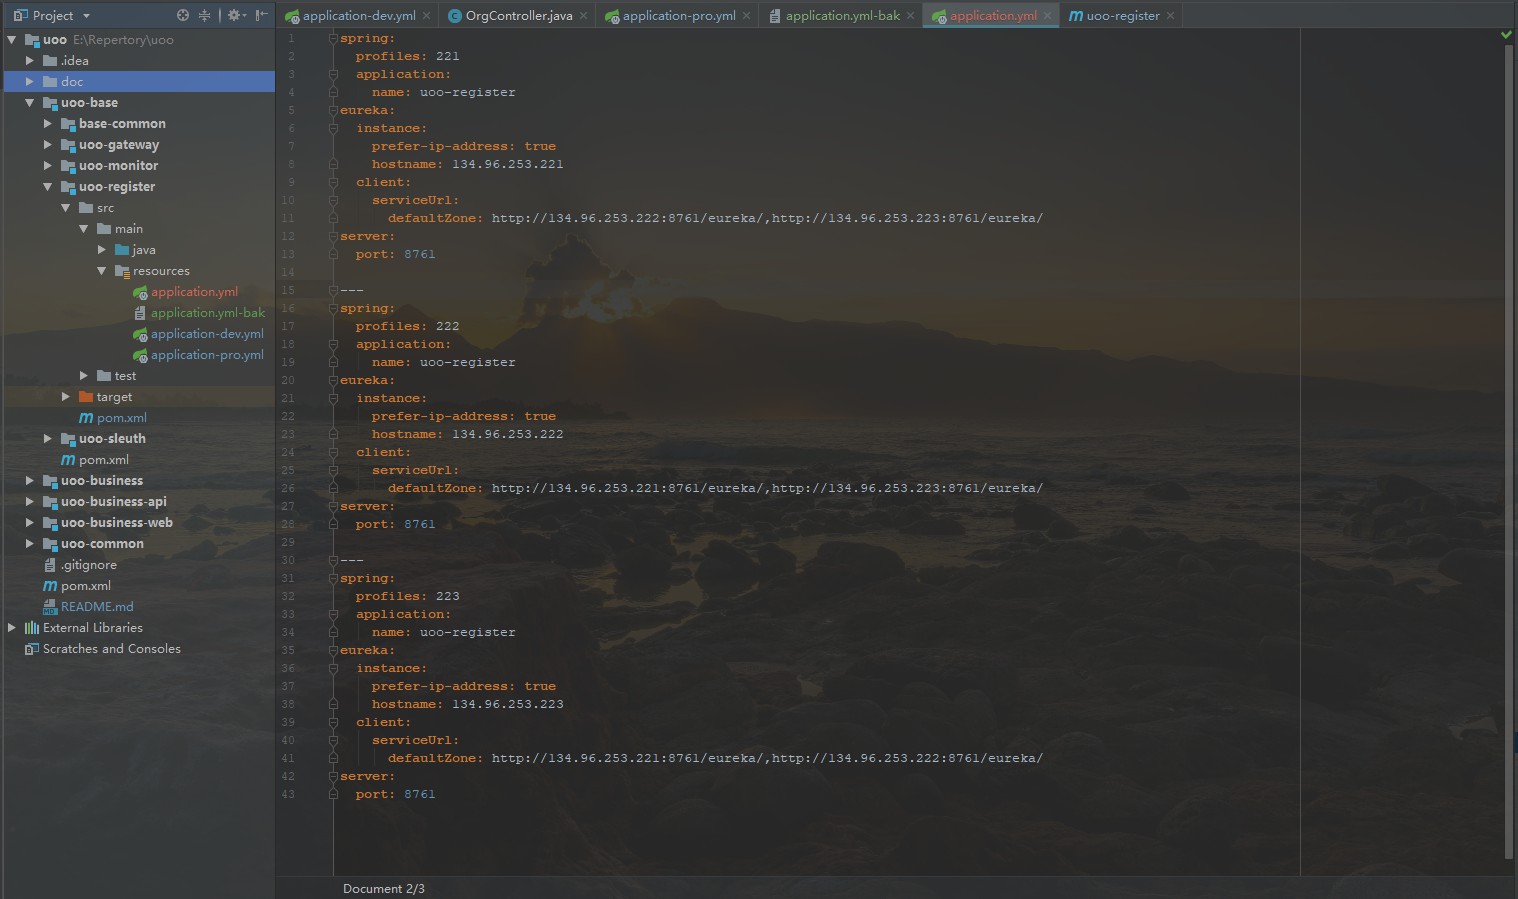 Project
application-dev.yml
OrgController.java
application-pro.yml
application.yml-bak
application.yml
uoo-register
uoo E:\Repertory\uoo
.idea
doc
uoo-base
base-common
uoo-gateway
uoo-monitor
uoo-register
src
main
java
resources
application.yml
application.yml-bak
application-dev.yml
application-pro.yml
test
target
pom.xml
uoo-sleuth
pom.xml
uoo-business
uoo-business-api
uoo-business-web
uoo-common
.gitignore
pom.xml
README.md
External Libraries
Scratches and Consoles
1 spring:
2 profiles: 221
3 application:
4 name: uoo-register
5 eureka:
6 instance:
7 prefer-ip-address: true
8 hostname: 134.96.253.221
9 client:
10 serviceUrl:
11 defaultZone: http://134.96.253.222:8761/eureka/,http://134.96.253.223:8761/eureka/
12 server:
13 port: 8761
14
15 ---
16 spring:
17 profiles: 222
18 application:
19 name: uoo-register
20 eureka:
21 instance:
22 prefer-ip-address: true
23 hostname: 134.96.253.222
24 client:
25 serviceUrl:
26 defaultZone: http://134.96.253.221:8761/eureka/,http://134.96.253.223:8761/eureka/
27 server:
28 port: 8761
29
30 ---
31 spring:
32 profiles: 223
33 application:
34 name: uoo-register
35 eureka:
36 instance:
37 prefer-ip-address: true
38 hostname: 134.96.253.223
39 client:
40 serviceUrl:
41 defaultZone: http://134.96.253.221:8761/eureka/,http://134.96.253.222:8761/eureka/
42 server:
43 port: 8761
Document 2/3